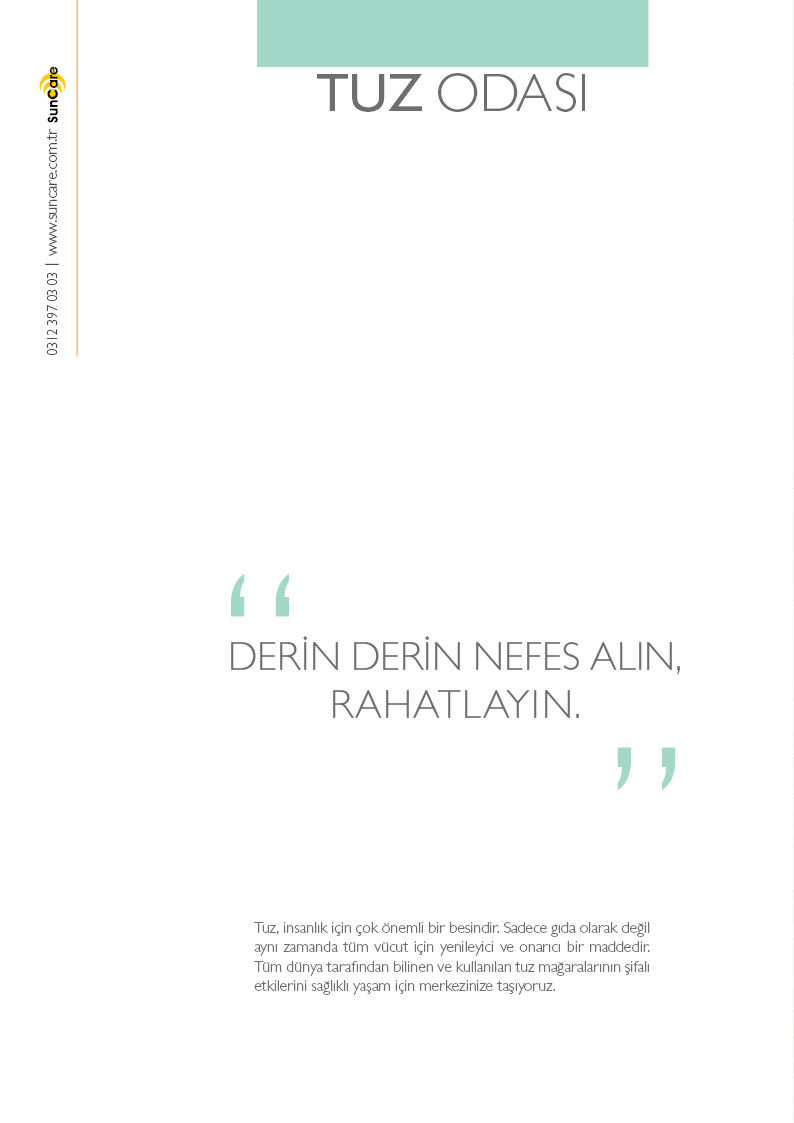 TUZ ODASI
0312 397 03 03 | www.suncare.com.tr SunCare
“
DERİN DERİN NEFES ALIN,
RAHATLAYIN.
”
Tuz, insanlık için çok önemli bir besindir. Sadece gıda olarak değil
aynı zamanda tüm vücut için yenileyici ve onarıcı bir maddedir.
Tüm dünya tarafından bilinen ve kullanılan tuz mağaralarının şifalı
etkilerini sağlıklı yaşam için merkezinize taşıyoruz.